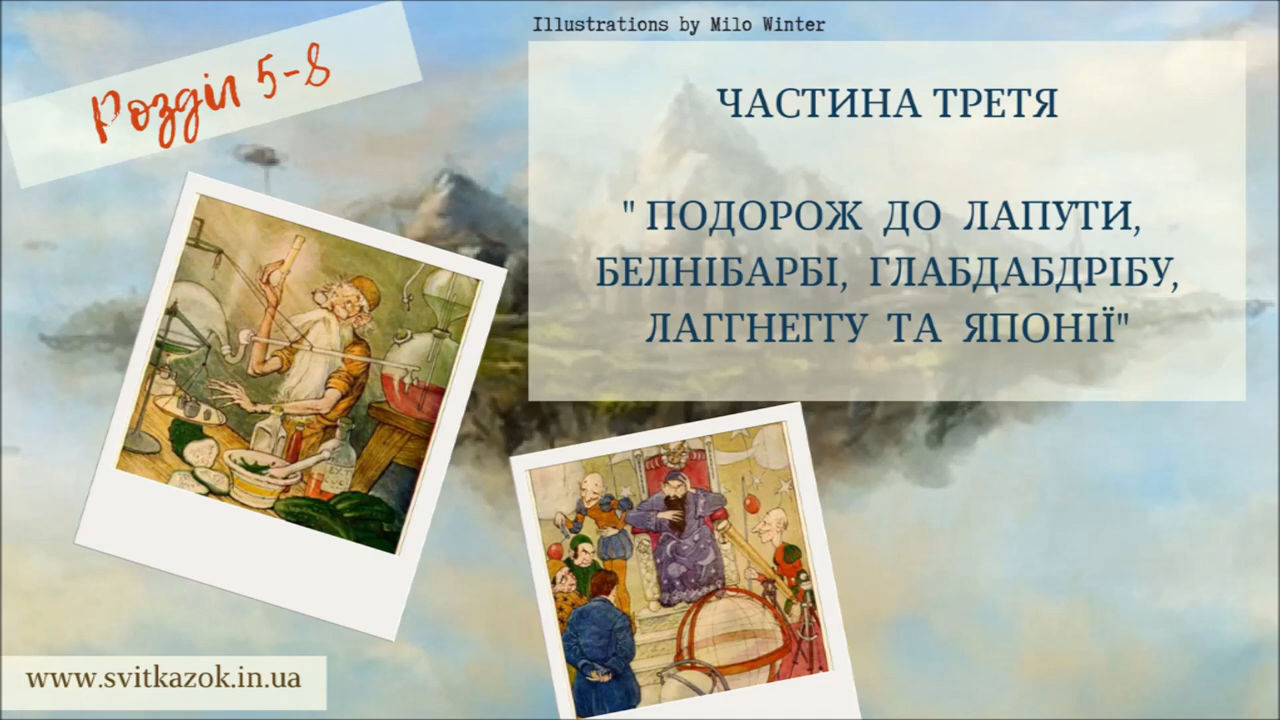 Illustrations by Milo Winter
Розділ 5-8
ЧАСТИНА ТРЕТЯ
" ПОДОРОЖ ДО ЛАПУТИ,
БЕЛНІБАРБІ, ГЛАБДАБДРІБУ,
ЛАГГНЕГГУ ТА ЯПОНІЇ"
www.svitkazok.in.ua